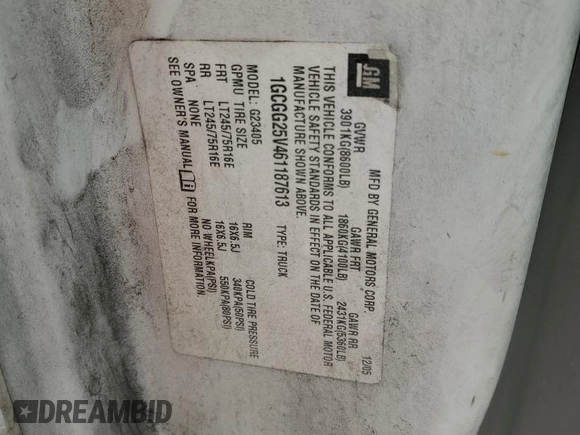 GM
MFD BY GENERAL MOTORS CORP. 12/05
GVWR GAWR FRT GAWR RR
3901KG(8600LB) 1860KG(4100LB) 2431KG(5360LB)
THIS VEHICLE CONFORMS TO ALL APPLICABLE U.S. FEDERAL MOTOR
VEHICLE SAFETY STANDARDS IN EFFECT ON THE DATE OF
MANUFACTURE SHOWN ABOVE.
1GCGG25V461187613 TYPE: TRUCK
MODEL: G23405
GPMU TIRE SIZE RIM COLD TIRE PRESSURE
FRT LT245/75R16E 16X6.5J 340KPA(50PSI)
RR LT245/75R16E 16X6.5J 550KPA(80PSI)
SPA NONE NO WHEELKPA(PSI)
SEE OWNER'S MANUAL FOR MORE INFORMATION.
DREAMBID